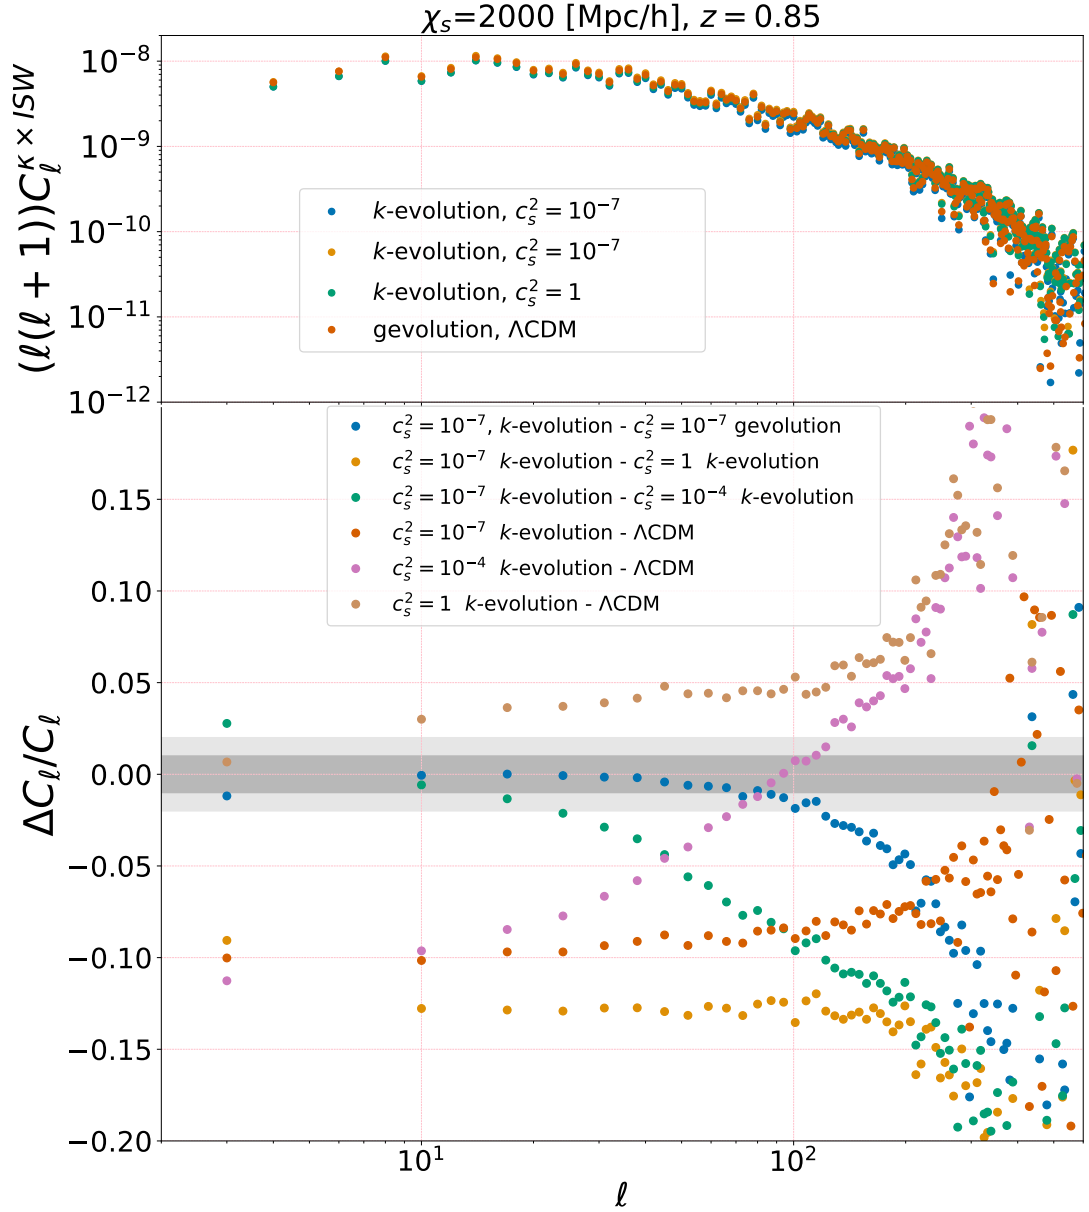 χₛ=2000 [Mpc/h], z = 0.85
(ℓ(ℓ + 1))C_ℓ^{κ × ISW}
10⁻⁸
10⁻⁹
10⁻¹⁰
10⁻¹¹
10⁻¹²
k-evolution, c_s^2 = 10⁻⁷
k-evolution, c_s^2 = 10⁻⁷
k-evolution, c_s^2 = 1
gevolution, ΛCDM
ΔC_ℓ/C_ℓ
0.15
0.10
0.05
0.00
−0.05
−0.10
−0.15
−0.20
c_s^2 = 10⁻⁷, k-evolution - c_s^2 = 10⁻⁷ gevolution
c_s^2 = 10⁻⁷ k-evolution - c_s^2 = 1 k-evolution
c_s^2 = 10⁻⁷ k-evolution - c_s^2 = 10⁻⁴ k-evolution
c_s^2 = 10⁻⁷ k-evolution - ΛCDM
c_s^2 = 10⁻⁴ k-evolution - ΛCDM
c_s^2 = 1 k-evolution - ΛCDM
10¹ 10²
ℓ